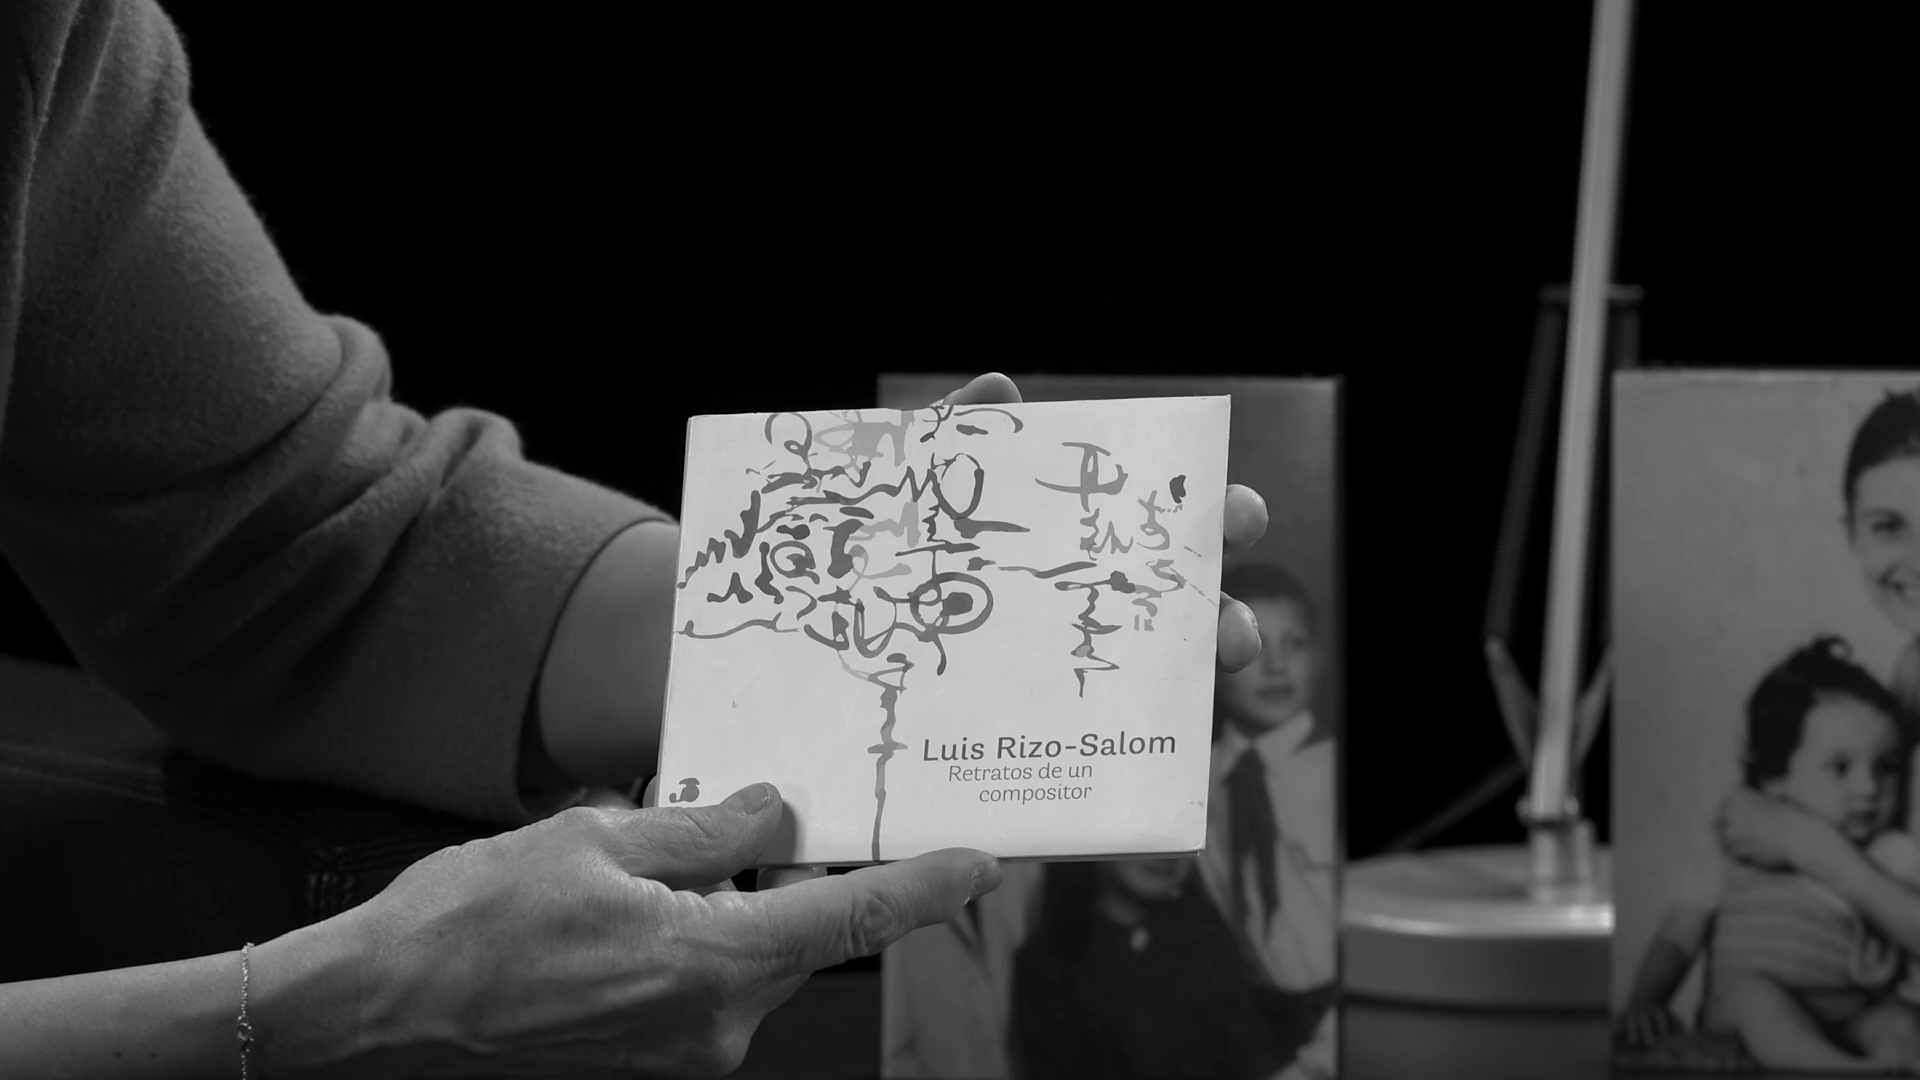 Luis Rizo-Salom
Retratos de un
compositor